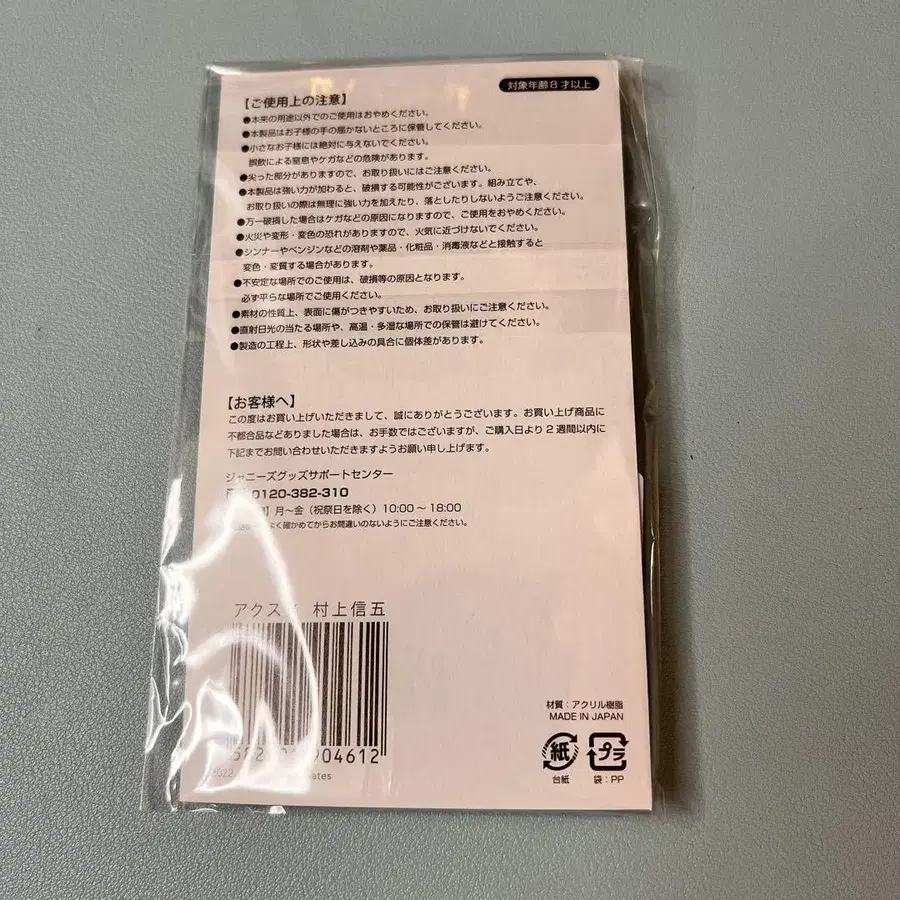 対象年齢8才以上
【ご使用上の注意】
●本来の用途以外でのご使用はおやめください。
●本製品はお子様の手の届かないところに保管してください。
●小さなお子様には絶対に与えないでください。
誤飲による窒息やケガなどの危険があります。
●尖った部分がありますので、お取り扱いにはご注意ください。
●本製品は強い力が加わると、破損する可能性がございます。組み立てや、
お取り扱いの際は無理に強い力を加えたり、落としたりしないようご注意ください。
●万一破損した場合はケガなどの原因になりますので、ご使用をおやめください。
●火災や変形・変色の恐れがありますので、火気に近づけないでください。
●シンナーやベンジンなどの溶剤や薬品・化粧品・消毒液などと接触すると
変色・変質する場合があります。
●不安定な場所でのご使用は、破損等の原因となります。
必ず平らな場所でご使用ください。
●素材の性質上、表面に傷がつきやすいため、お取り扱いにご注意ください。
●直射日光の当たる場所や、高温・多湿な場所での保管は避けてください。
●製造の工程上、形状や差し込みの具合に個体差があります。
【お客様へ】
この度はお買い上げいただきまして、誠にありがとうございます。お買い上げ商品に
不都合品などありました場合は、お手数ではございますが、ご購入日より2週間以内に
下記までお問い合わせいただきますようお願い申し上げます。
ジャニーズグッズサポートセンター
0120-382-310
月〜金（祝祭日を除く）10:00〜18:00
よく確かめてからお間違いのないようにご注意ください。
アクス 村上信五
904612
材質：アクリル樹脂
MADE IN JAPAN
紙 プラ
台紙 袋：PP